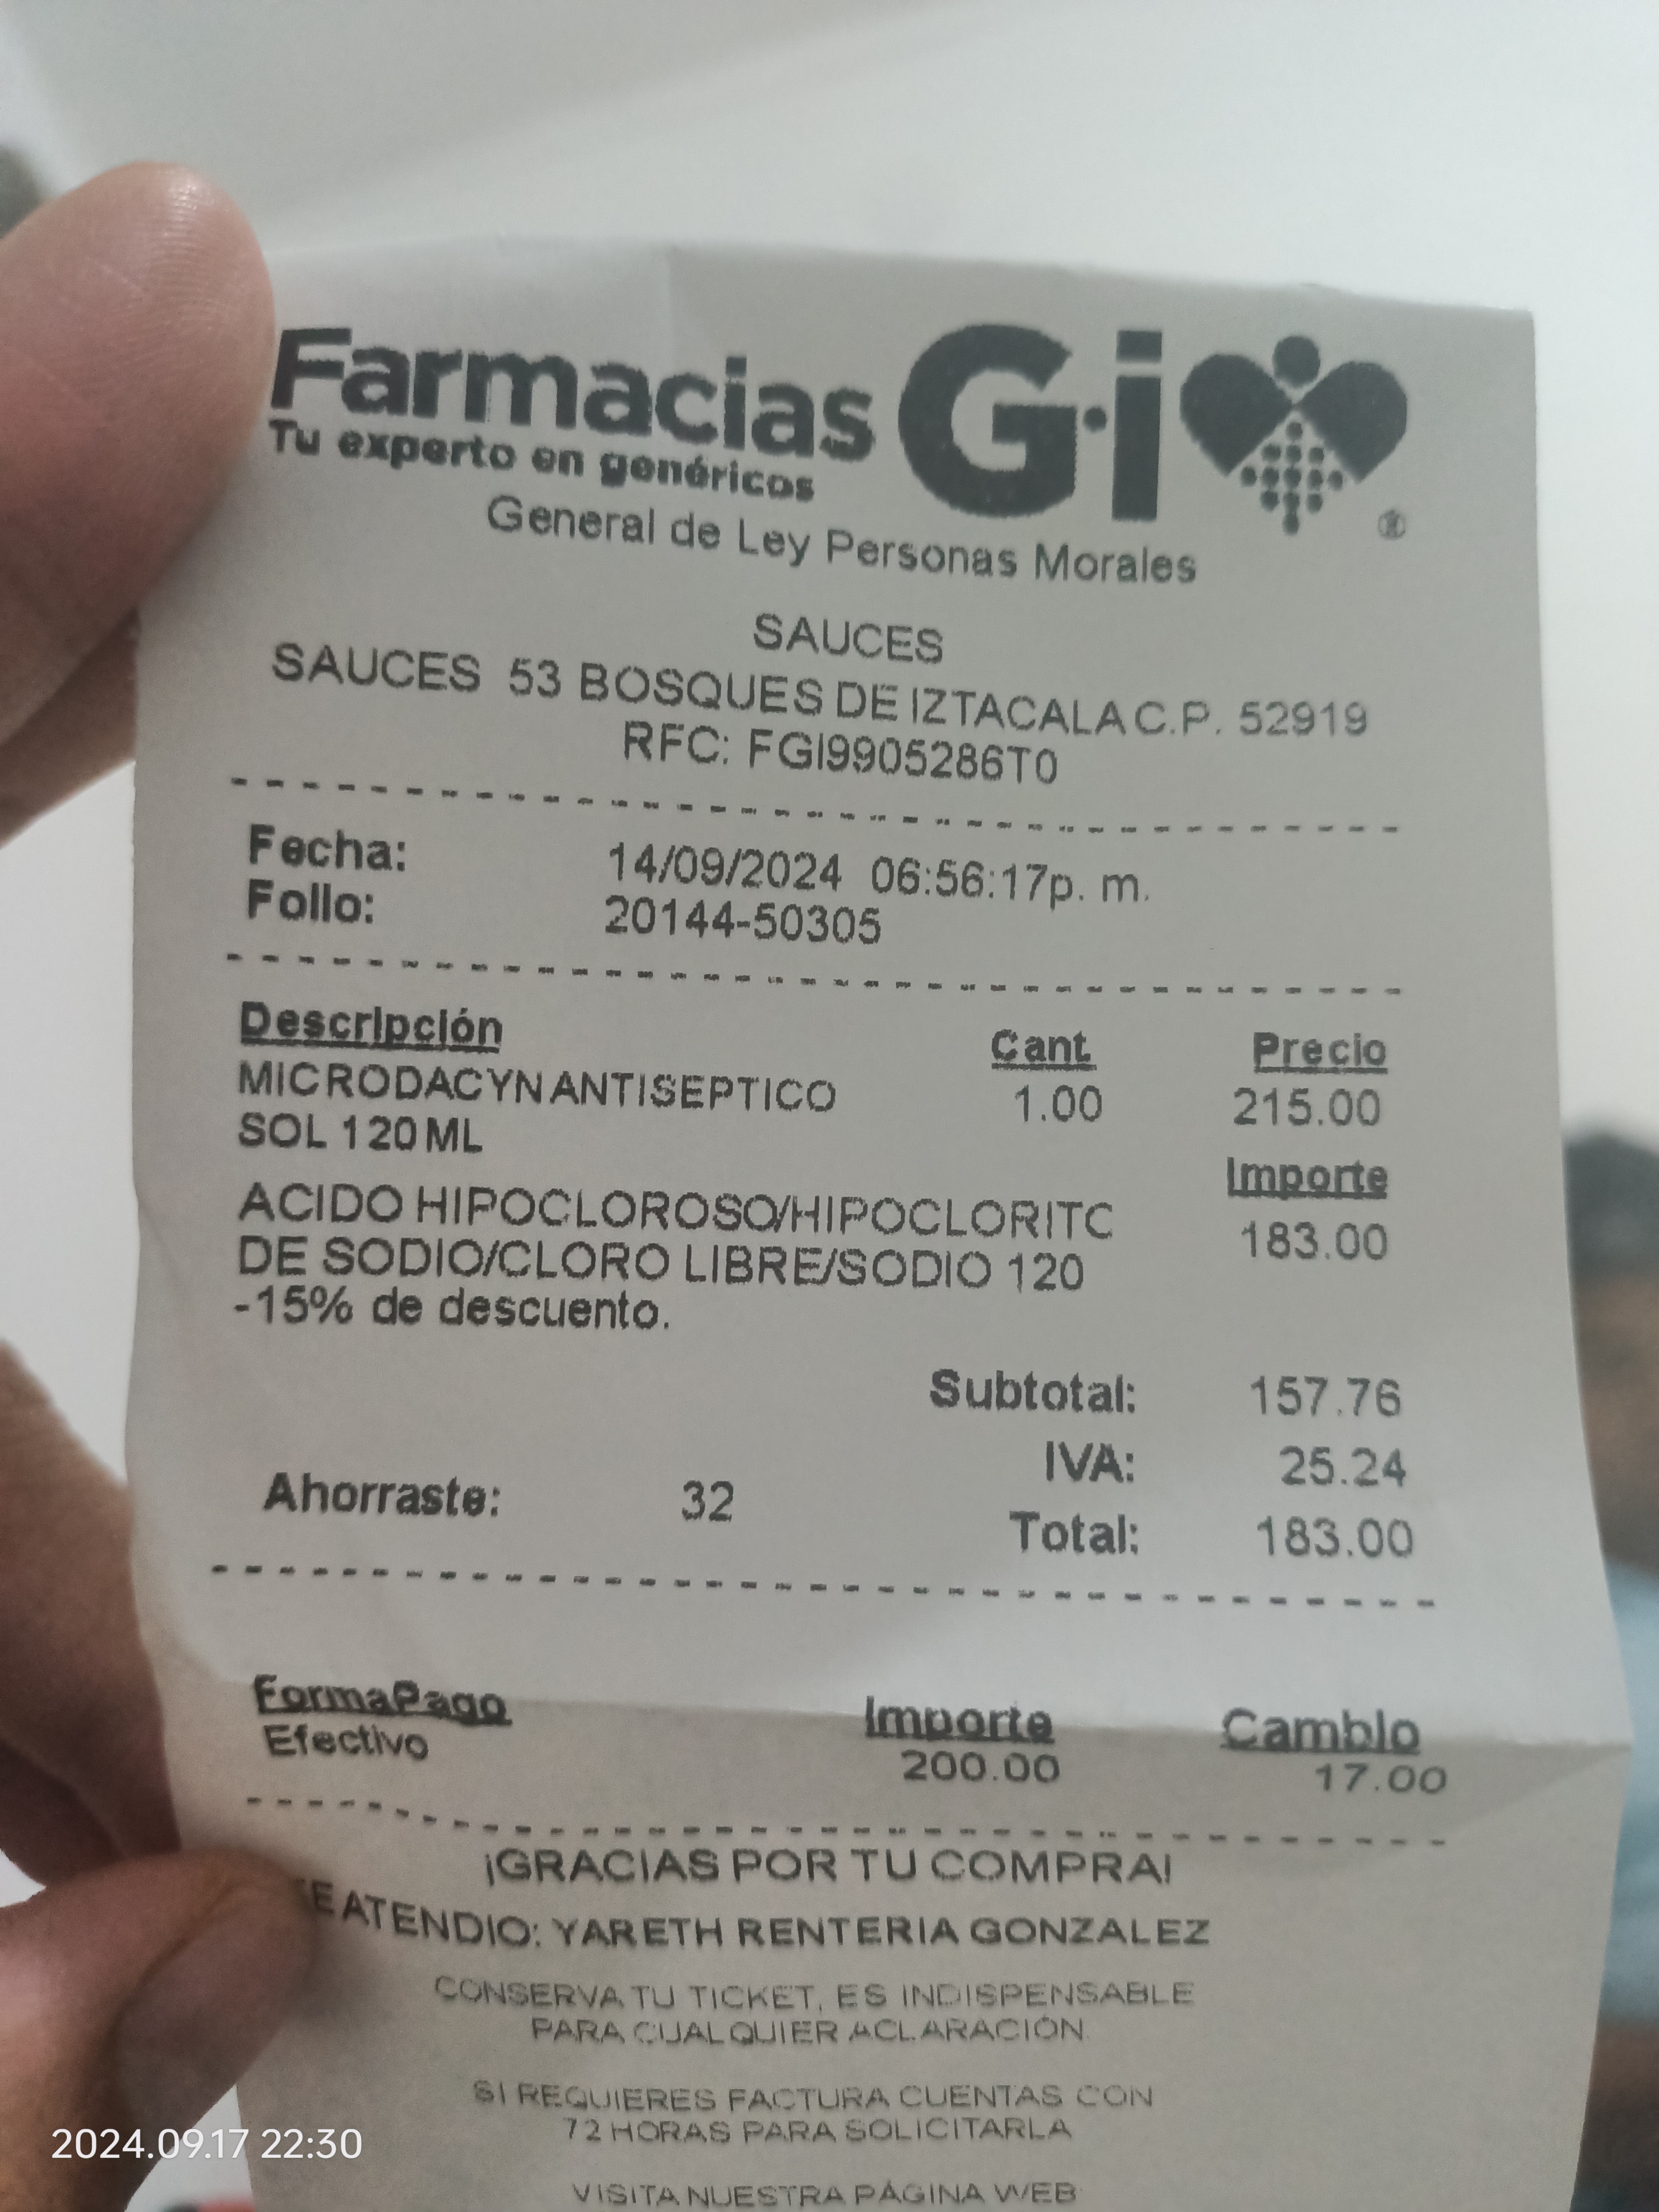 Farmacias G·i
Tu experto en genéricos
General de Ley Personas Morales
SAUCES
SAUCES 53 BOSQUES DE IZTACALA C.P. 52919
RFC: FGI9905286T0
Fecha: 14/09/2024 06:56:17p. m.
Folio: 20144-50305
Descripción Cant. Precio
MICRODACYN ANTISEPTICO 1.00 215.00
SOL 120 ML
Importe
ACIDO HIPOCLOROSO/HIPOCLORITO 183.00
DE SODIO/CLORO LIBRE/SODIO 120
-15% de descuento.
Subtotal: 157.76
IVA: 25.24
Ahorraste: 32
Total: 183.00
FormaPago Importe Cambio
Efectivo 200.00 17.00
¡GRACIAS POR TU COMPRA!
TE ATENDIO: YARETH RENTERIA GONZALEZ
CONSERVA TU TICKET, ES INDISPENSABLE
PARA CUALQUIER ACLARACIÓN.
SI REQUIERES FACTURA CUENTAS CON
72 HORAS PARA SOLICITARLA
VISITA NUESTRA PÁGINA WEB
2024.09.17 22:30